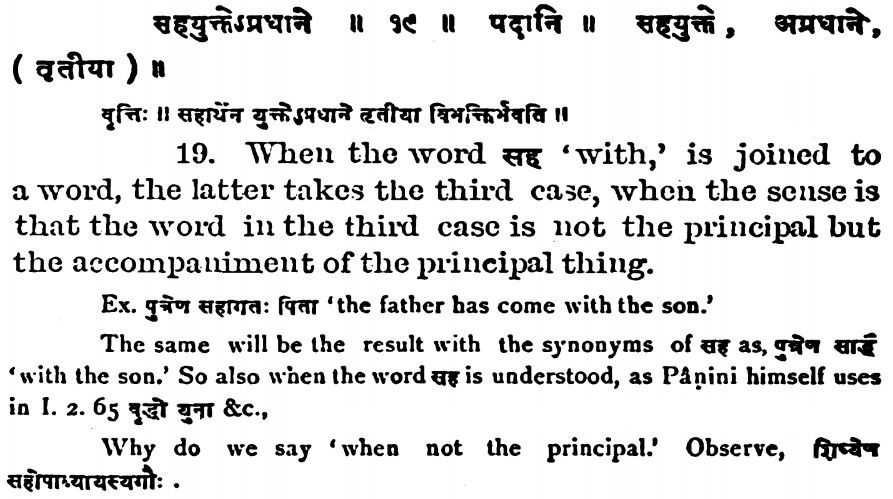 सहयुक्तेऽप्रधाने ॥ १९ ॥ पदानि ॥ सहयुक्ते, अप्रधाने,
( तृतीया ) ॥
वृत्तिः ॥ सहार्थेन युक्तेऽप्रधाने तृतीया विभक्तिर्भवति ॥
19. When the word सह ‘with,’ is joined to
a word, the latter takes the third case, when the sense is
that the word in the third case is not the principal but
the accompaniment of the principal thing.
Ex. पुत्रेण सहागतः पिता ‘the father has come with the son.’
The same will be the result with the synonyms of सह as, पुत्रेण सार्द्धं
‘with the son.’ So also when the word सह is understood, as Pâṇini himself uses
in I. 2. 65 वृद्धो युना &c.,
Why do we say ‘when not the principal.’ Observe, शिष्येण
सहोपाध्यायस्यगौः .